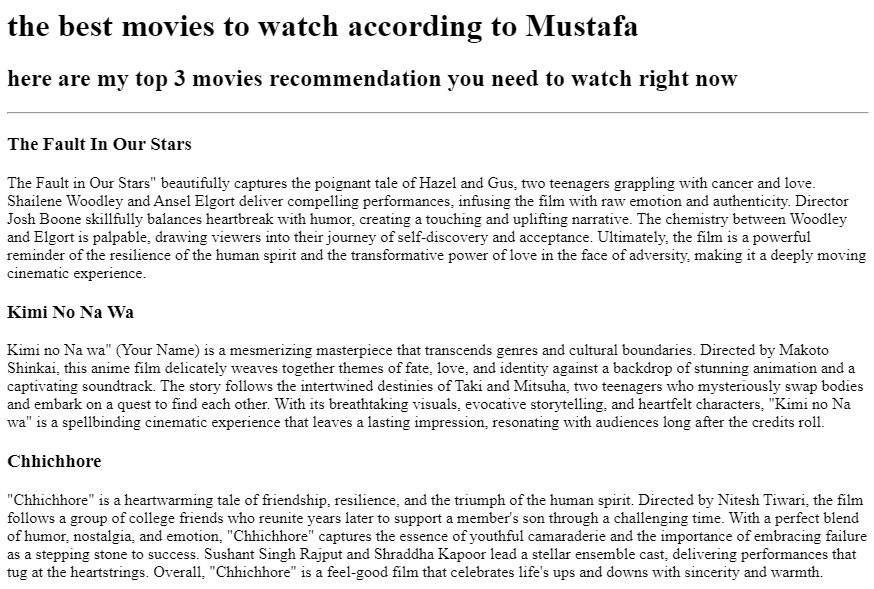 the best movies to watch according to Mustafa
here are my top 3 movies recommendation you need to watch right now
The Fault In Our Stars
The Fault in Our Stars" beautifully captures the poignant tale of Hazel and Gus, two teenagers grappling with cancer and love.
Shailene Woodley and Ansel Elgort deliver compelling performances, infusing the film with raw emotion and authenticity. Director
Josh Boone skillfully balances heartbreak with humor, creating a touching and uplifting narrative. The chemistry between Woodley
and Elgort is palpable, drawing viewers into their journey of self-discovery and acceptance. Ultimately, the film is a powerful
reminder of the resilience of the human spirit and the transformative power of love in the face of adversity, making it a deeply moving
cinematic experience.
Kimi No Na Wa
Kimi no Na wa" (Your Name) is a mesmerizing masterpiece that transcends genres and cultural boundaries. Directed by Makoto
Shinkai, this anime film delicately weaves together themes of fate, love, and identity against a backdrop of stunning animation and a
captivating soundtrack. The story follows the intertwined destinies of Taki and Mitsuha, two teenagers who mysteriously swap bodies
and embark on a quest to find each other. With its breathtaking visuals, evocative storytelling, and heartfelt characters, "Kimi no Na
wa" is a spellbinding cinematic experience that leaves a lasting impression, resonating with audiences long after the credits roll.
Chhichhore
"Chhichhore" is a heartwarming tale of friendship, resilience, and the triumph of the human spirit. Directed by Nitesh Tiwari, the film
follows a group of college friends who reunite years later to support a member's son through a challenging time. With a perfect blend
of humor, nostalgia, and emotion, "Chhichhore" captures the essence of youthful camaraderie and the importance of embracing failure
as a stepping stone to success. Sushant Singh Rajput and Shraddha Kapoor lead a stellar ensemble cast, delivering performances that
tug at the heartstrings. Overall, "Chhichhore" is a feel-good film that celebrates life's ups and downs with sincerity and warmth.